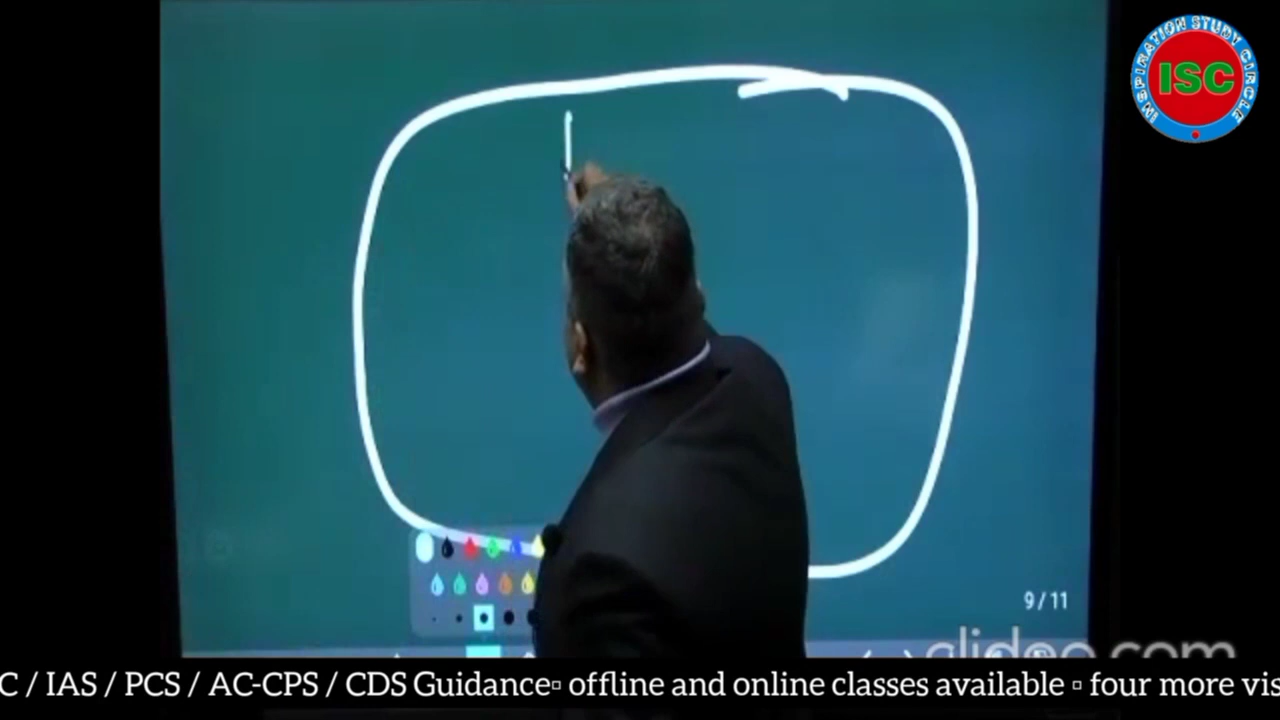 INSPIRATION STUDY CIRCLE
ISC
9/11
C / IAS / PCS / AC-CPS / CDS Guidance▫ offline and online classes available ▫ four more vis